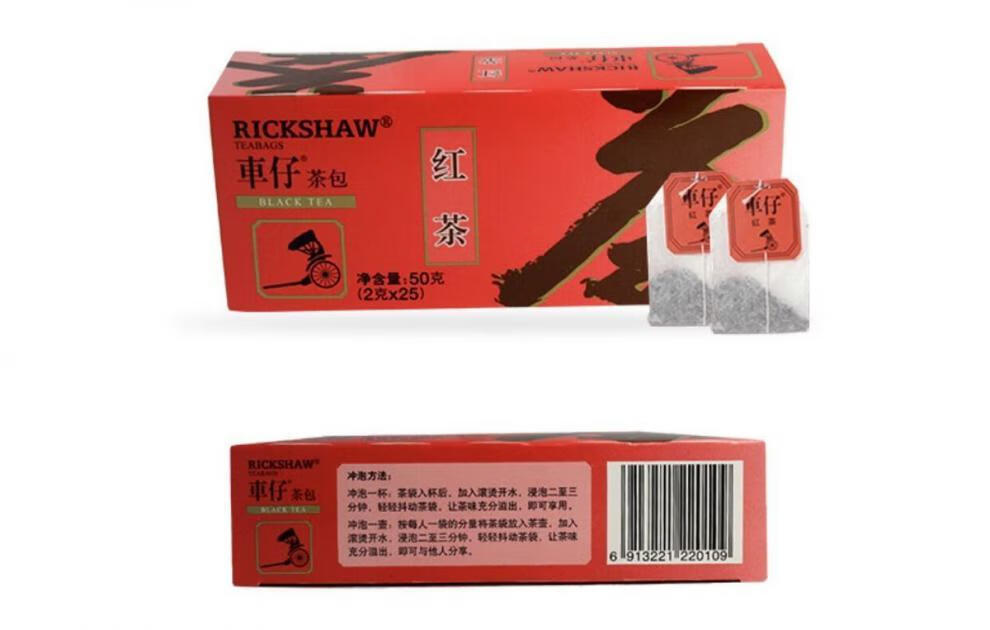 RICKSHAW®
TEABAGS
車仔®茶包
BLACK TEA
红茶
净含量:50克
(2克x25)
RICKSHAW®
車仔 茶包
红茶
車仔
红茶
車仔®
红茶
RICKSHAW®
TEABAGS
車仔®茶包
BLACK TEA
冲泡方法:
冲泡一杯: 茶袋入杯后, 加入滚烫开水, 浸泡二至三
分钟, 轻轻抖动茶袋, 让茶味充分溢出, 即可享用。
冲泡一壶: 按每人一袋的分量将茶袋放入茶壶, 加入
滚烫开水, 浸泡二至三分钟, 轻轻抖动茶袋, 让茶味
充分溢出, 即可与他人分享。
6 913221 220109